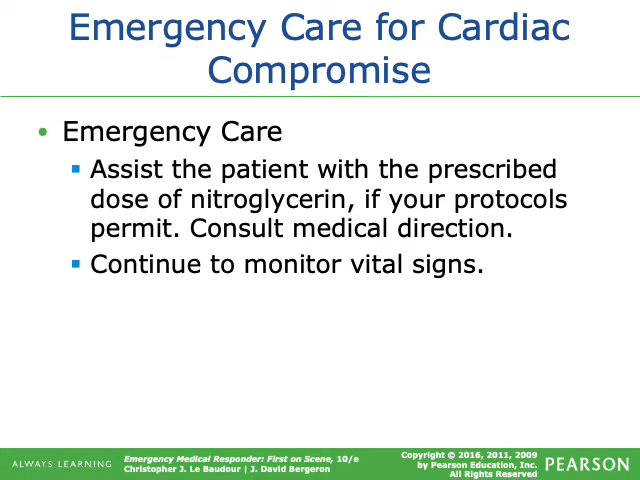 Emergency Care for Cardiac
Compromise
• Emergency Care
▪ Assist the patient with the prescribed
dose of nitroglycerin, if your protocols
permit. Consult medical direction.
▪ Continue to monitor vital signs.
ALWAYS LEARNING
Emergency Medical Responder: First on Scene, 10/e
Christopher J. Le Baudour | J. David Bergeron
Copyright © 2016, 2011, 2009
by Pearson Education, Inc.
All Rights Reserved
PEARSON